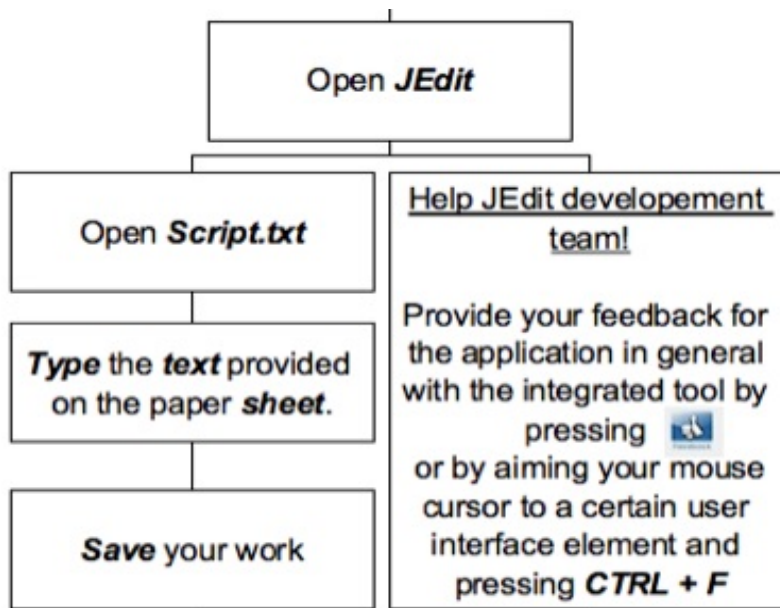 Open JEdit
Open Script.txt
Type the text provided
on the paper sheet.
Save your work
Help JEdit developement
team!
Provide your feedback for
the application in general
with the integrated tool by
pressing
or by aiming your mouse
cursor to a certain user
interface element and
pressing CTRL + F